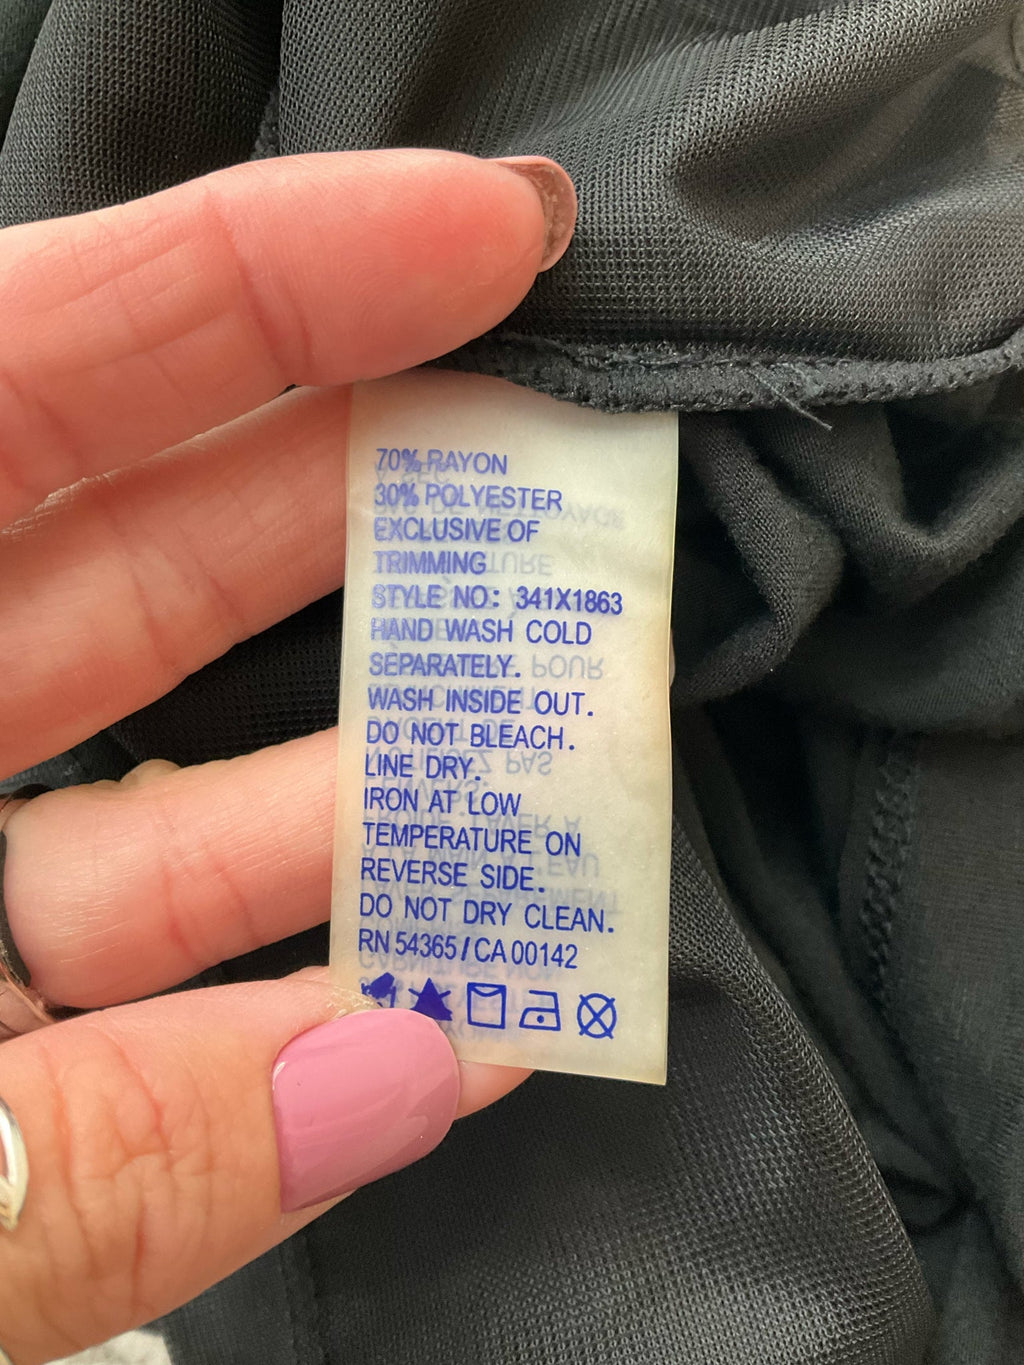 70% RAYON
30% POLYESTER
EXCLUSIVE OF
TRIMMING
STYLE NO: 341X1863
HAND WASH COLD
SEPARATELY.
WASH INSIDE OUT.
DO NOT BLEACH.
LINE DRY.
IRON AT LOW
TEMPERATURE ON
REVERSE SIDE.
DO NOT DRY CLEAN.
RN 54365 / CA 00142